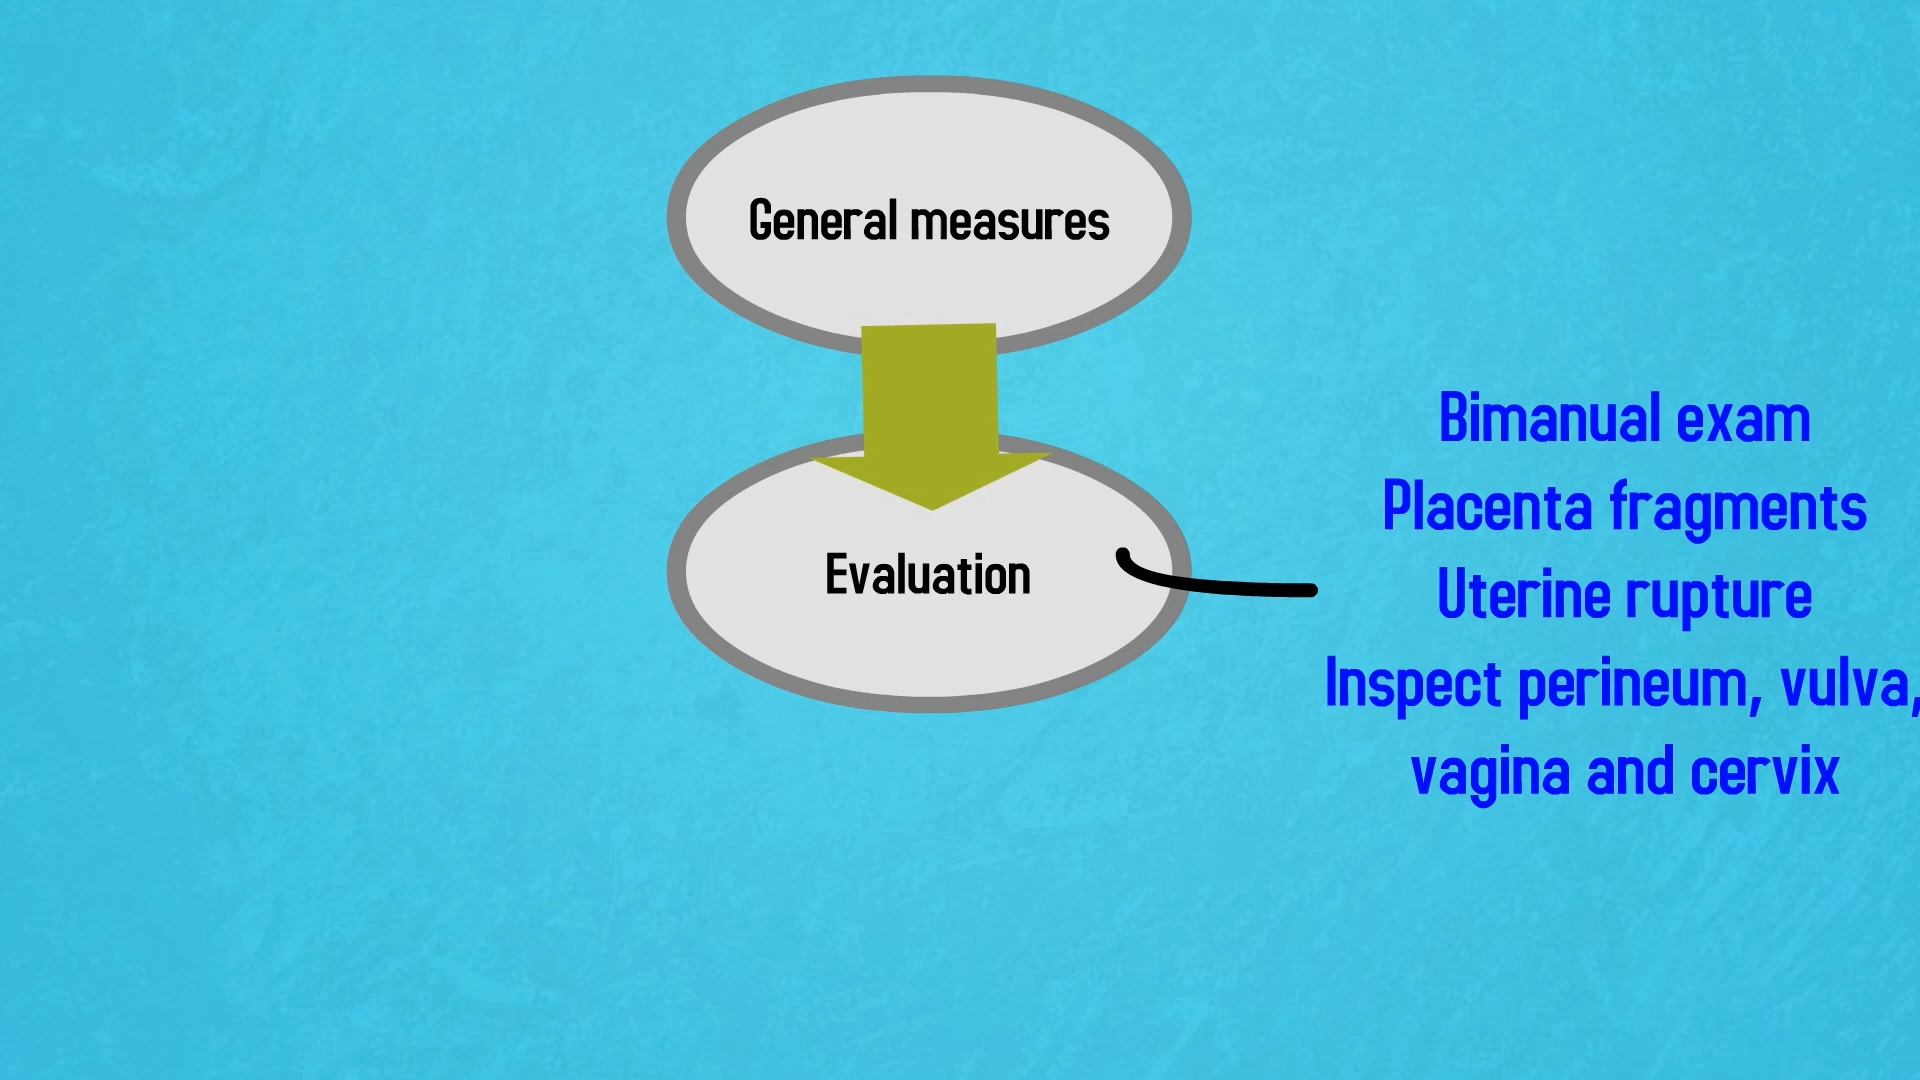 General measures
Evaluation
Bimanual exam
Placenta fragments
Uterine rupture
Inspect perineum, vulva,
vagina and cervix